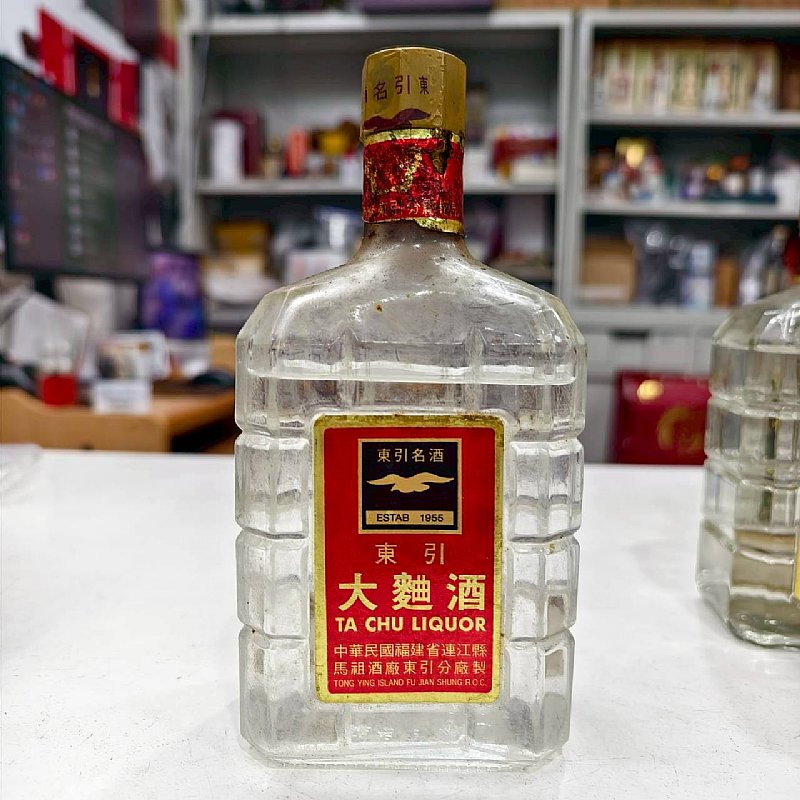 名引東
東引名酒
ESTAB 1955
東引
大麯酒
TA CHU LIQUOR
中華民國福建省連江縣
馬祖酒廠東引分廠製
TONG YING ISLAND FU JIAN SHUNG R.O.C.